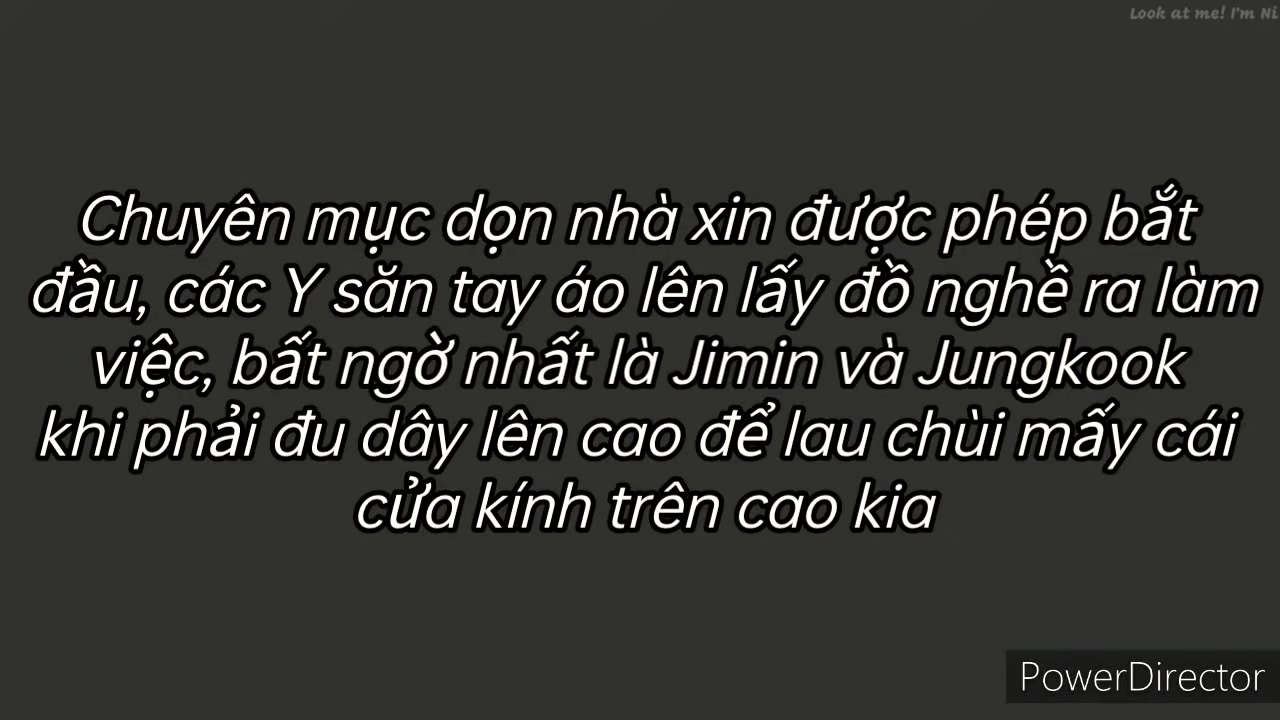 Look at me! I'm Ni
Chuyên mục dọn nhà xin được phép bắt
đầu, các Y săn tay áo lên lấy đồ nghề ra làm
việc, bất ngờ nhất là Jimin và Jungkook
khi phải đu dây lên cao để lau chùi mấy cái
cửa kính trên cao kia
PowerDirector